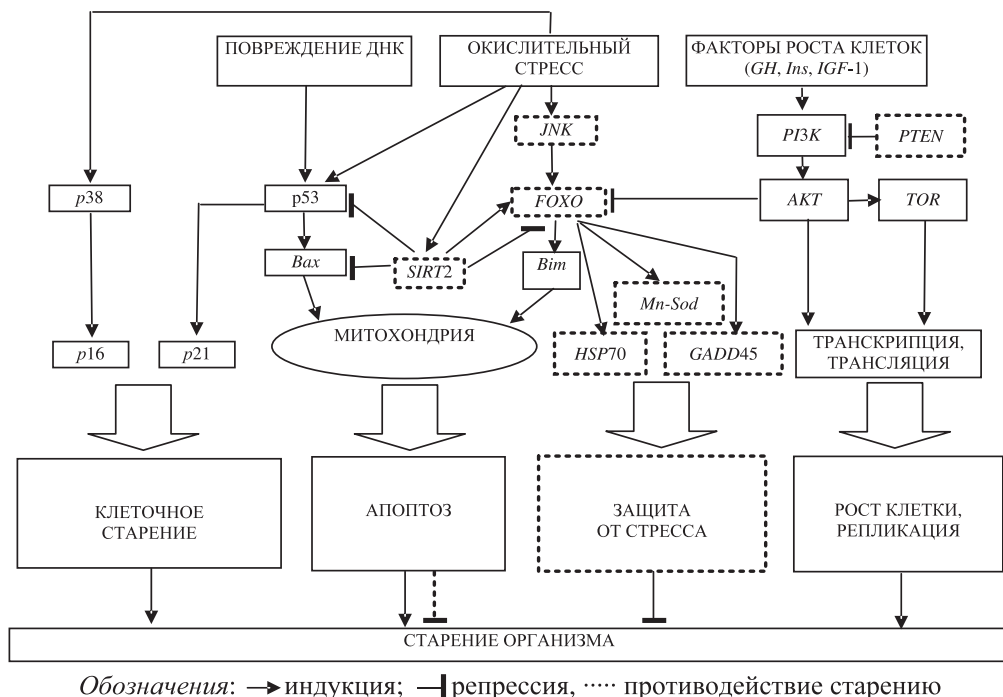 ПОВРЕЖДЕНИЕ ДНК
ОКИСЛИТЕЛЬНЫЙ
СТРЕСС
ФАКТОРЫ РОСТА КЛЕТОК
(GH, Ins, IGF-1)
JNK
PI3K
PTEN
p38
p53
FOXO
AKT
TOR
Bax
SIRT2
Bim
Mn-Sod
МИТОХОНДРИЯ
p16
p21
HSP70
GADD45
ТРАНСКРИПЦИЯ,
ТРАНСЛЯЦИЯ
КЛЕТОЧНОЕ
СТАРЕНИЕ
АПОПТОЗ
ЗАЩИТА
ОТ СТРЕССА
РОСТ КЛЕТКИ,
РЕПЛИКАЦИЯ
СТАРЕНИЕ ОРГАНИЗМА
Обозначения: индукция; репрессия, ····· противодействие старению